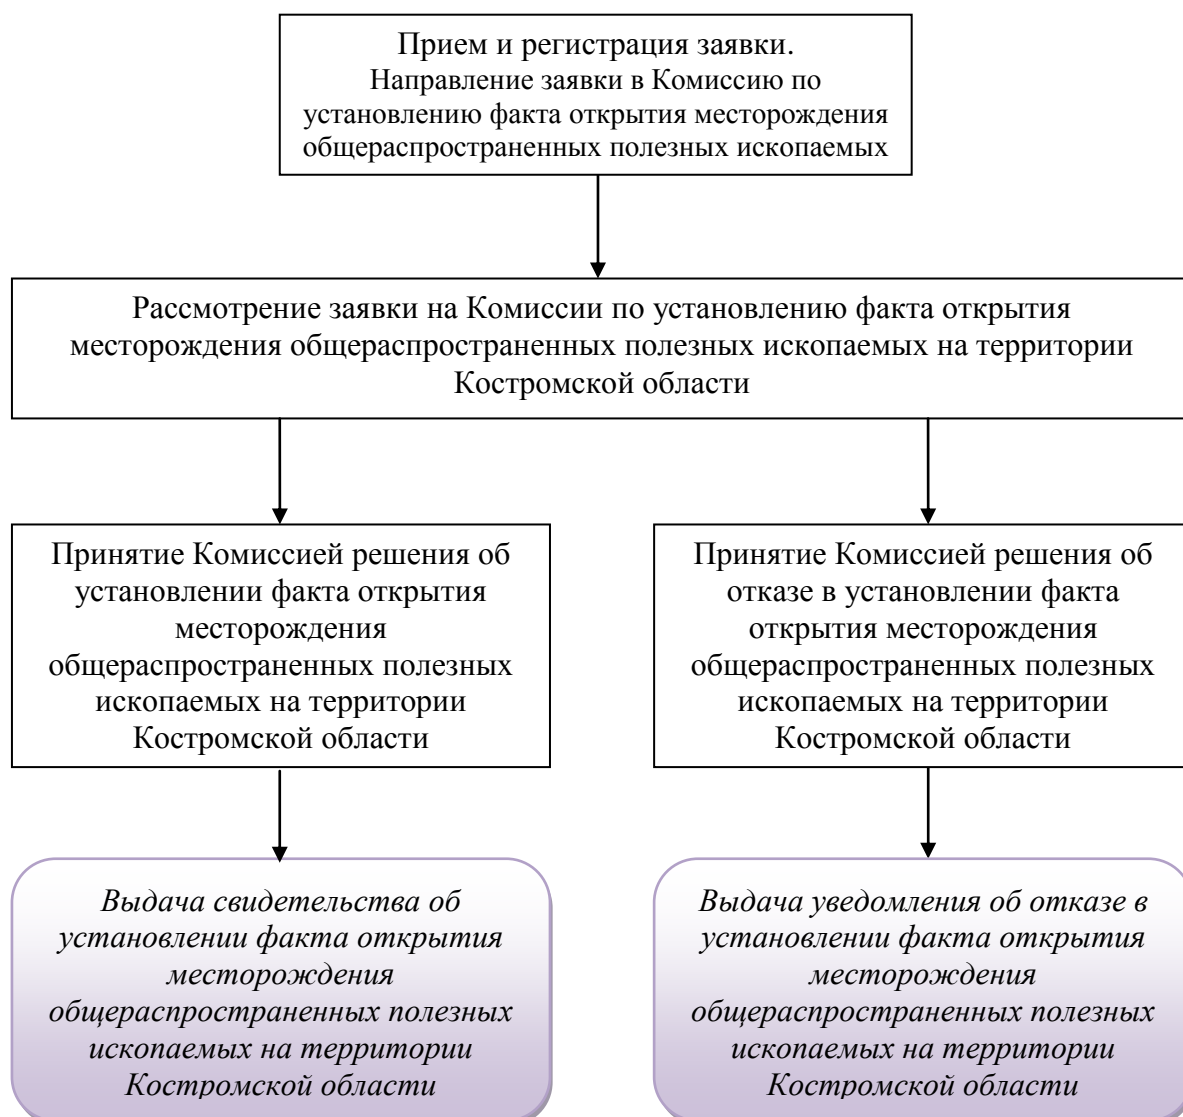 Прием и регистрация заявки.
Направление заявки в Комиссию по
установлению факта открытия месторождения
общераспространенных полезных ископаемых
Рассмотрение заявки на Комиссии по установлению факта открытия
месторождения общераспространенных полезных ископаемых на территории
Костромской области
Принятие Комиссией решения об
установлении факта открытия
месторождения
общераспространенных полезных
ископаемых на территории
Костромской области
Принятие Комиссией решения об
отказе в установлении факта
открытия месторождения
общераспространенных полезных
ископаемых на территории
Костромской области
Выдача свидетельства об
установлении факта открытия
месторождения
общераспространенных полезных
ископаемых на территории
Костромской области
Выдача уведомления об отказе в
установлении факта открытия
месторождения
общераспространенных полезных
ископаемых на территории
Костромской области